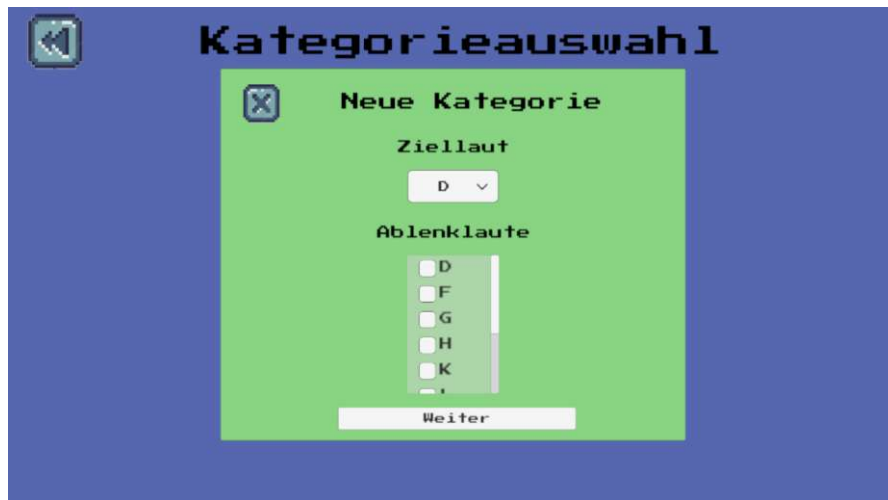 Kategorieauswahl
Neue Kategorie
Ziellaut
D
Ablenklaute
D
F
G
H
K
Weiter